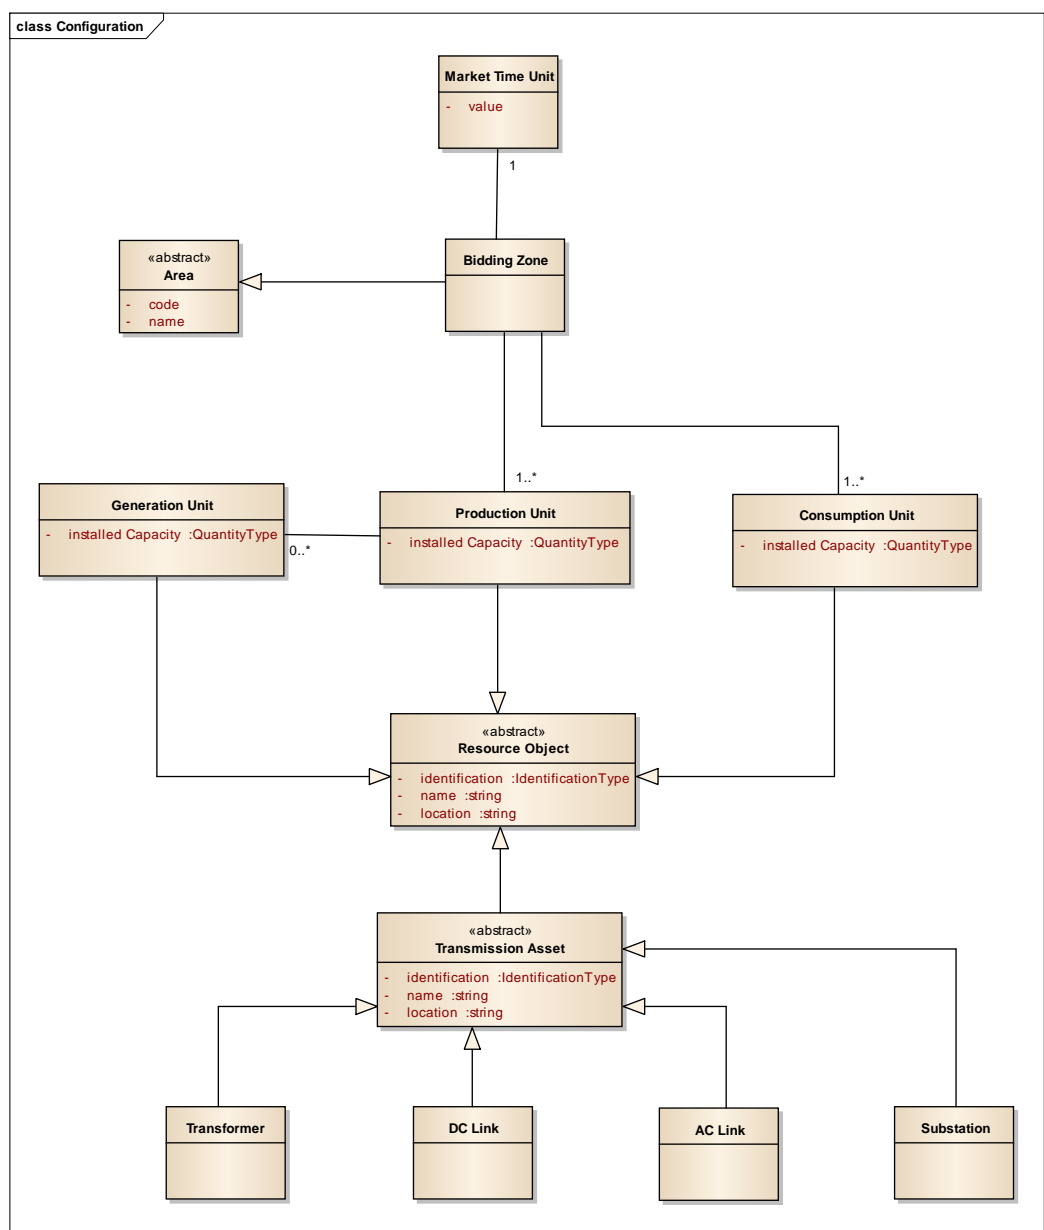 class Configuration
Market Time Unit
- value
1
«abstract»
Area
- code
- name
Bidding Zone
1..*
1..*
Generation Unit
- installed Capacity :QuantityType
0..*
Production Unit
- installed Capacity :QuantityType
Consumption Unit
- installed Capacity :QuantityType
«abstract»
Resource Object
- identification :IdentificationType
- name :string
- location :string
«abstract»
Transmission Asset
- identification :IdentificationType
- name :string
- location :string
Transformer
DC Link
AC Link
Substation